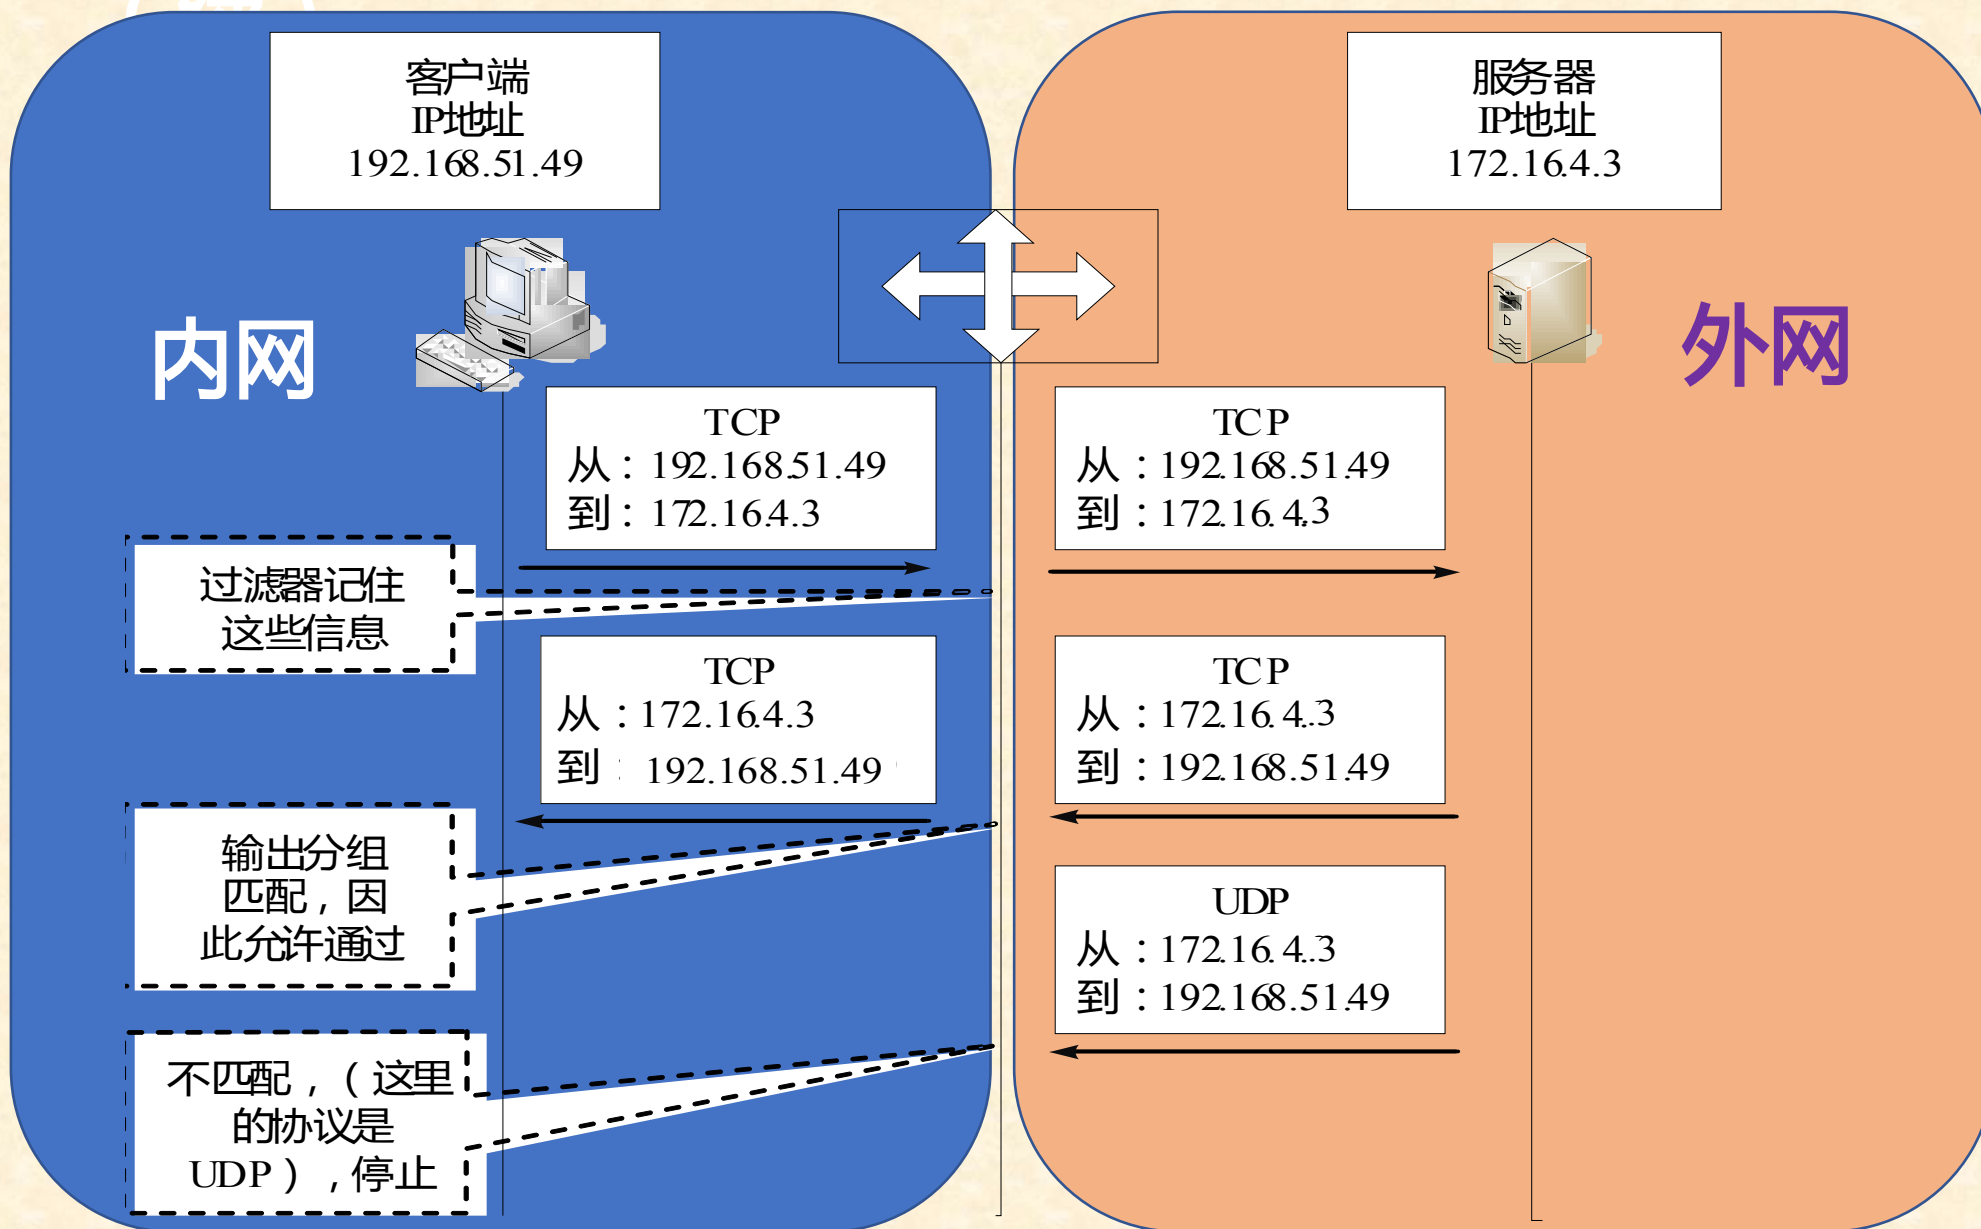 客户端
IP地址
192.168.51.49
服务器
IP地址
172.16.4.3
内网
外网
TCP
从：192.168.51.49
到：172.16.4.3
TCP
从：192.168.51.49
到：172.16.4.3
过滤器记住
这些信息
TCP
从：172.16.4.3
到：192.168.51.49
TCP
从：172.16.4.3
到：192.168.51.49
输出分组
匹配，因
此允许通过
UDP
从：172.16.4.3
到：192.168.51.49
不匹配，（这里
的协议是
UDP），停止